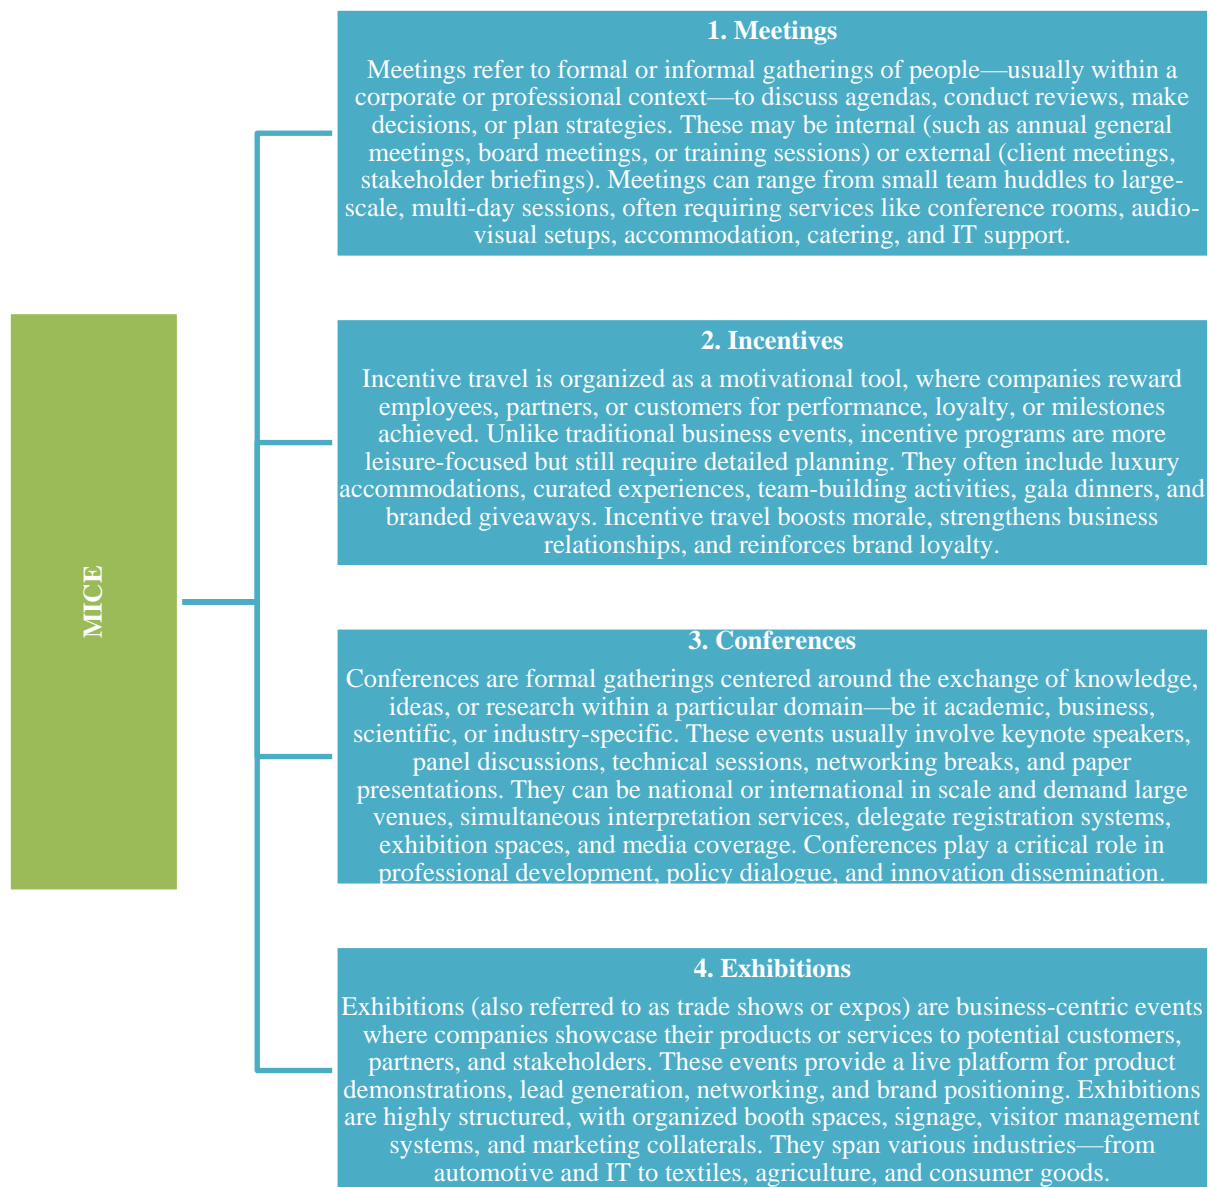 MICE
1. Meetings
Meetings refer to formal or informal gatherings of people—usually within a
corporate or professional context—to discuss agendas, conduct reviews, make
decisions, or plan strategies. These may be internal (such as annual general
meetings, board meetings, or training sessions) or external (client meetings,
stakeholder briefings). Meetings can range from small team huddles to large-
scale, multi-day sessions, often requiring services like conference rooms, audio-
visual setups, accommodation, catering, and IT support.
2. Incentives
Incentive travel is organized as a motivational tool, where companies reward
employees, partners, or customers for performance, loyalty, or milestones
achieved. Unlike traditional business events, incentive programs are more
leisure-focused but still require detailed planning. They often include luxury
accommodations, curated experiences, team-building activities, gala dinners, and
branded giveaways. Incentive travel boosts morale, strengthens business
relationships, and reinforces brand loyalty.
3. Conferences
Conferences are formal gatherings centered around the exchange of knowledge,
ideas, or research within a particular domain—be it academic, business,
scientific, or industry-specific. These events usually involve keynote speakers,
panel discussions, technical sessions, networking breaks, and paper
presentations. They can be national or international in scale and demand large
venues, simultaneous interpretation services, delegate registration systems,
exhibition spaces, and media coverage. Conferences play a critical role in
professional development, policy dialogue, and innovation dissemination.
4. Exhibitions
Exhibitions (also referred to as trade shows or expos) are business-centric events
where companies showcase their products or services to potential customers,
partners, and stakeholders. These events provide a live platform for product
demonstrations, lead generation, networking, and brand positioning. Exhibitions
are highly structured, with organized booth spaces, signage, visitor management
systems, and marketing collaterals. They span various industries—from
automotive and IT to textiles, agriculture, and consumer goods.